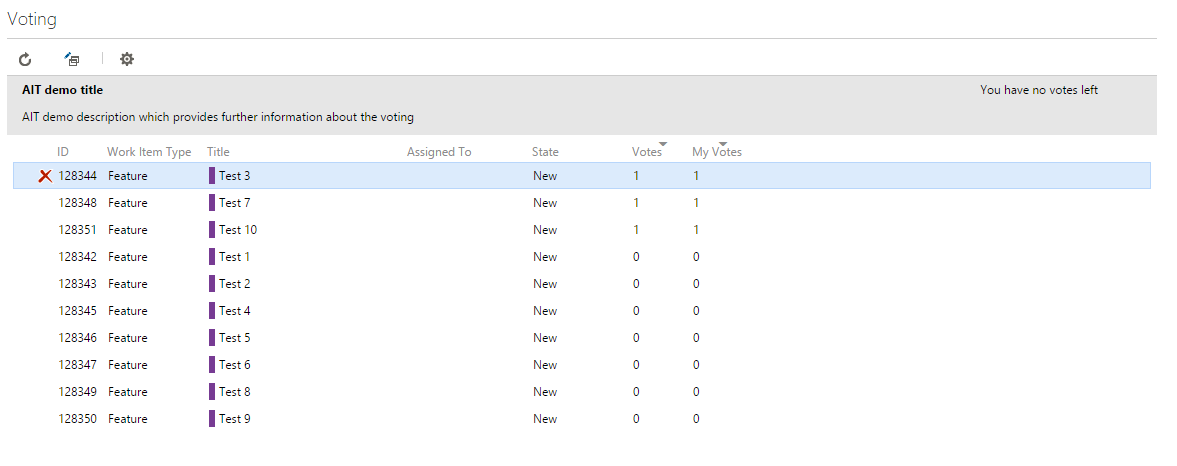 Voting
AIT demo title You have no votes left
AIT demo description which provides further information about the voting
ID Work Item Type Title Assigned To State Votes My Votes
128344 Feature Test 3 New 1 1
128348 Feature Test 7 New 1 1
128351 Feature Test 10 New 1 1
128342 Feature Test 1 New 0 0
128343 Feature Test 2 New 0 0
128345 Feature Test 4 New 0 0
128346 Feature Test 5 New 0 0
128347 Feature Test 6 New 0 0
128349 Feature Test 8 New 0 0
128350 Feature Test 9 New 0 0